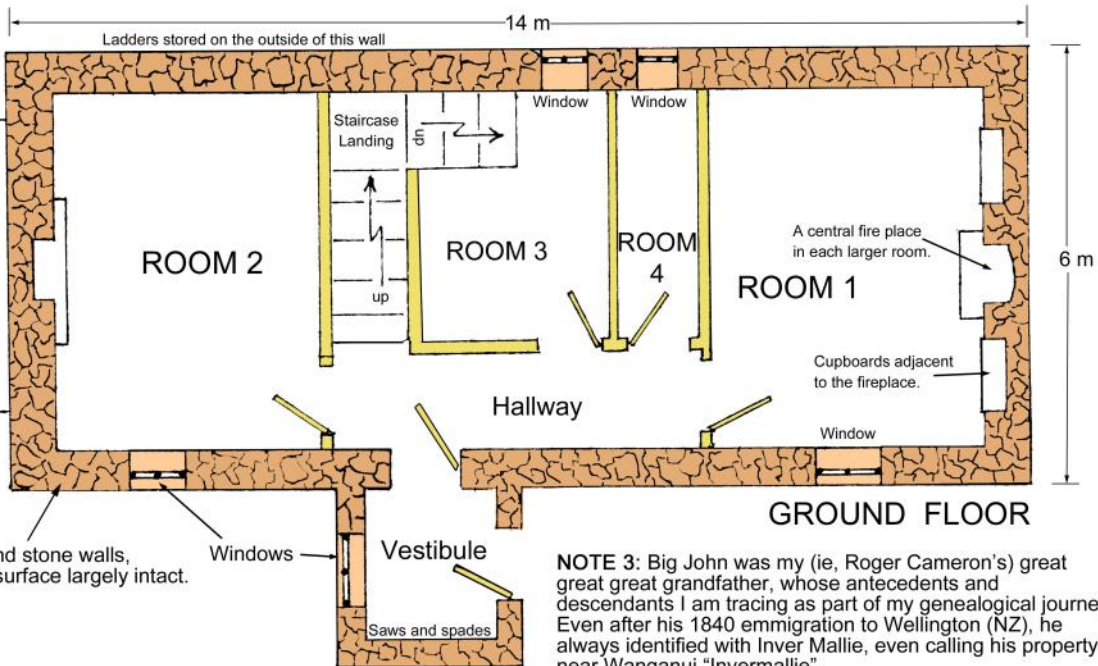 14 m
Ladders stored on the outside of this wall
Window
Window
Staircase
Landing
dn
ROOM 2
ROOM 3
ROOM
4
up
A central fire place
in each larger room.
ROOM 1
6 m
Cupboards adjacent
to the fireplace.
Hallway
Window
GROUND FLOOR
stone walls,
surface largely intact.
Windows
Vestibule
Saws and spades
NOTE 3: Big John was my (ie, Roger Cameron's) great
great great grandfather, whose antecedents and
descendants I am tracing as part of my genealogical
Even after his 1840 emmigration to Wellington (NZ), he
always identified with Inver Mallie, even calling his property
near Wanganui "Invermallie"